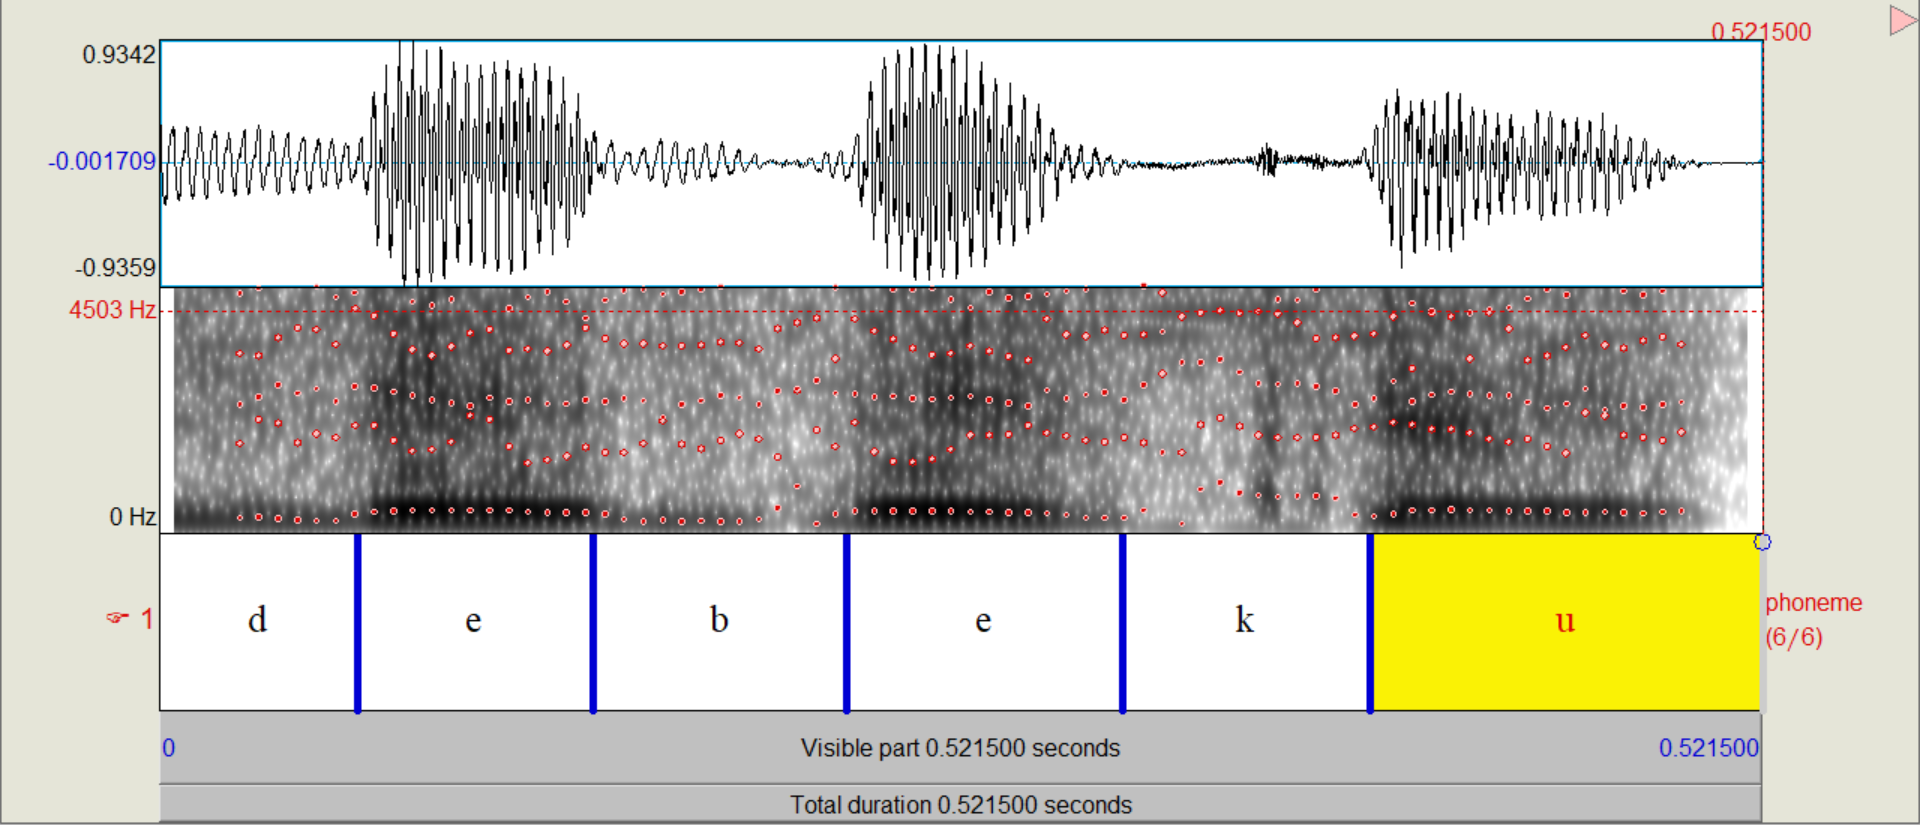 0.521500
0.9342
-0.001709
-0.9359
4503 Hz
0 Hz
☞ 1
d e b e k u
phoneme
(6/6)
0 Visible part 0.521500 seconds 0.521500
Total duration 0.521500 seconds